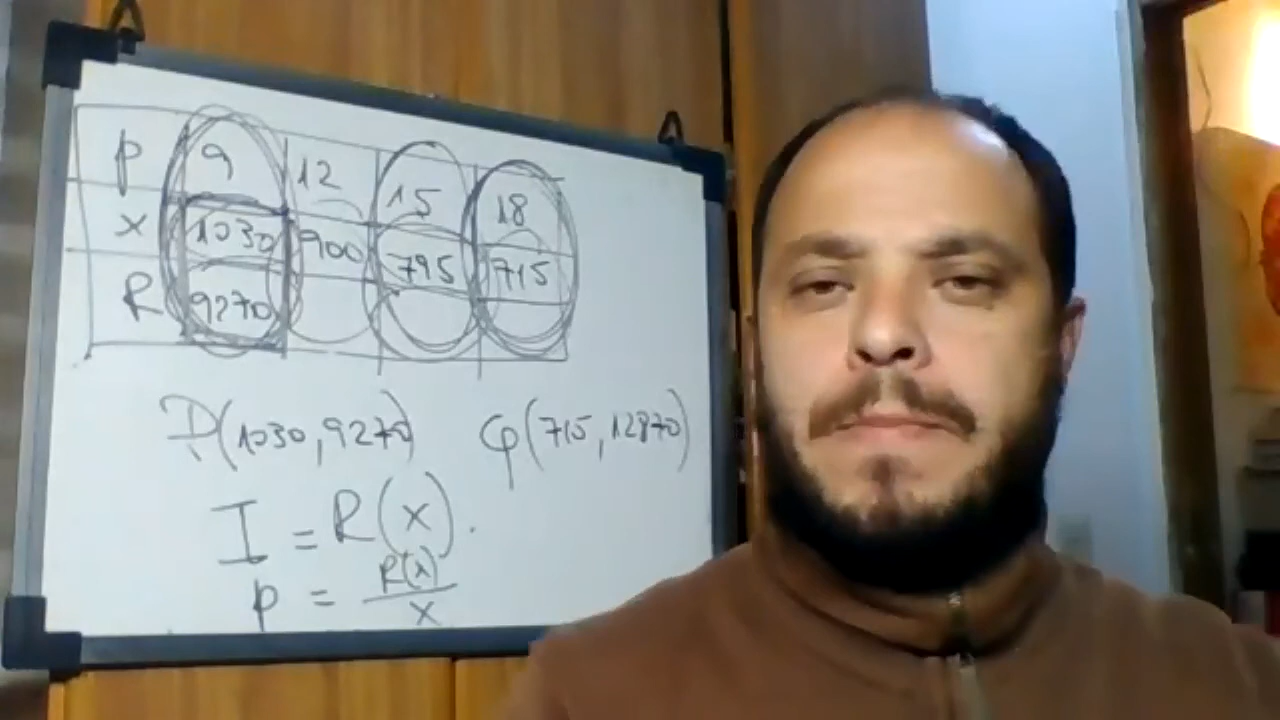 p 9 12 15 18
x 1030 900 795 715
R 9270
P(1030,9270) φ(715,12870)
I = R(x).
p = R(x)/x